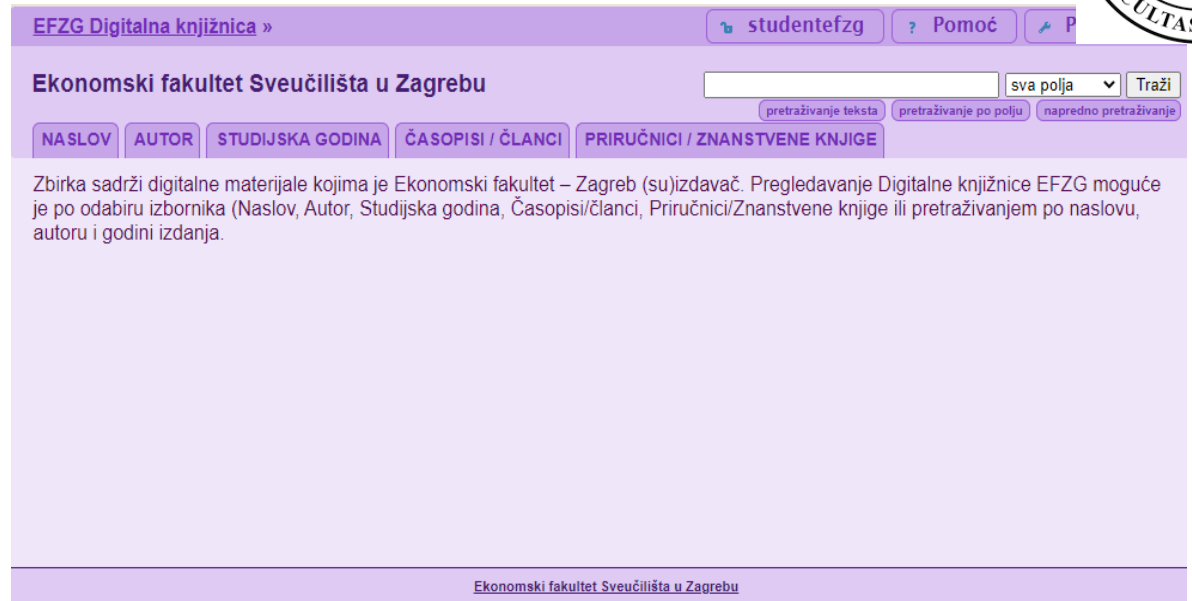 EFZG Digitalna knjižnica »
studentefzg
? Pomoć
Ekonomski fakultet Sveučilišta u Zagrebu
sva polja
Traži
pretraživanje teksta
pretraživanje po polju
napredno pretraživanje
NASLOV
AUTOR
STUDIJSKA GODINA
ČASOPISI / ČLANCI
PRIRUČNICI / ZNANSTVENE KNJIGE
Zbirka sadrži digitalne materijale kojima je Ekonomski fakultet – Zagreb (su)izdavač. Pregledavanje Digitalne knjižnice EFZG moguće
je po odabiru izbornika (Naslov, Autor, Studijska godina, Časopisi/članci, Priručnici/Znanstvene knjige ili pretraživanjem po naslovu,
autoru i godini izdanja.
Ekonomski fakultet Sveučilišta u Zagrebu